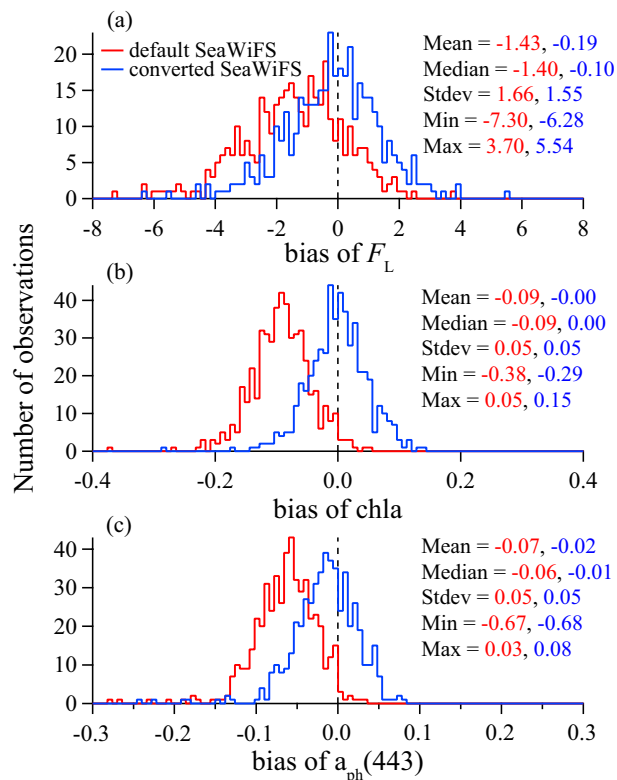 (a)
default SeaWiFS
converted SeaWiFS
Mean = -1.43, -0.19
Median = -1.40, -0.10
Stdev = 1.66, 1.55
Min = -7.30, -6.28
Max = 3.70, 5.54
20
15
10
5
0
-8 -6 -4 -2 0 2 4 6 8
bias of F_L
Number of observations
(b)
Mean = -0.09, -0.00
Median = -0.09, 0.00
Stdev = 0.05, 0.05
Min = -0.38, -0.29
Max = 0.05, 0.15
40
30
20
10
0
-0.4 -0.2 0.0 0.2 0.4
bias of chla
(c)
Mean = -0.07, -0.02
Median = -0.06, -0.01
Stdev = 0.05, 0.05
Min = -0.67, -0.68
Max = 0.03, 0.08
40
30
20
10
0
-0.3 -0.2 -0.1 0.0 0.1 0.2 0.3
bias of a_ph(443)